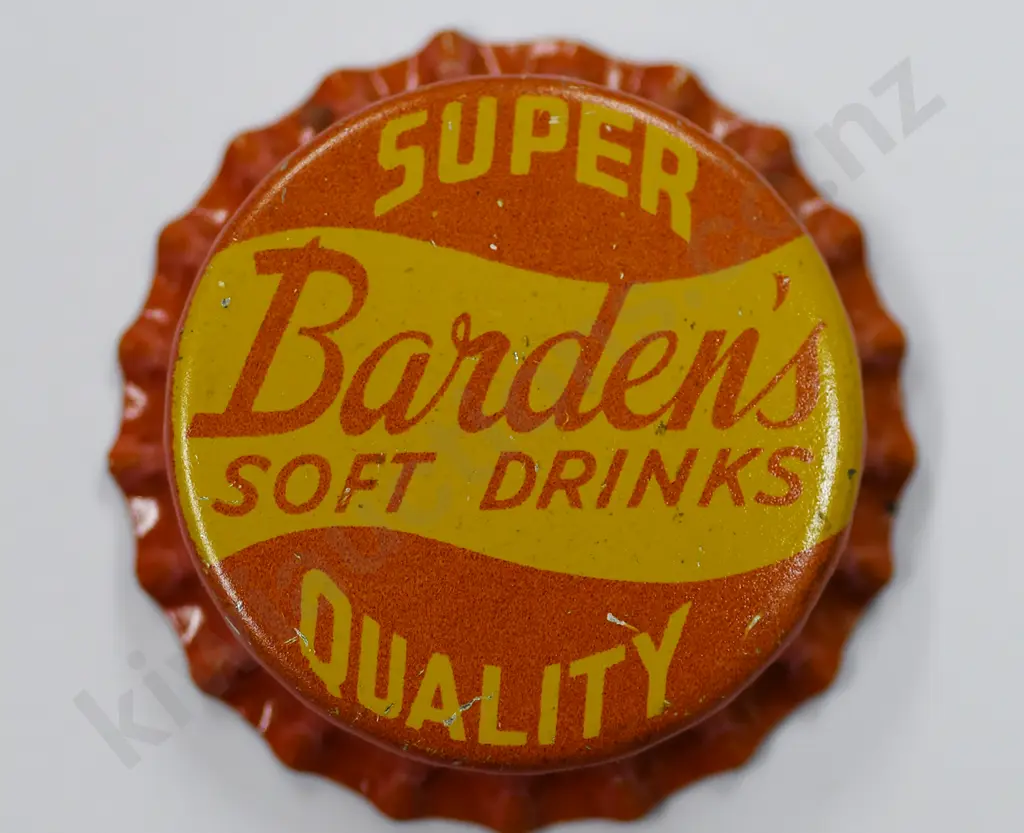 SUPER
Barden's
SOFT DRINKS
QUALITY